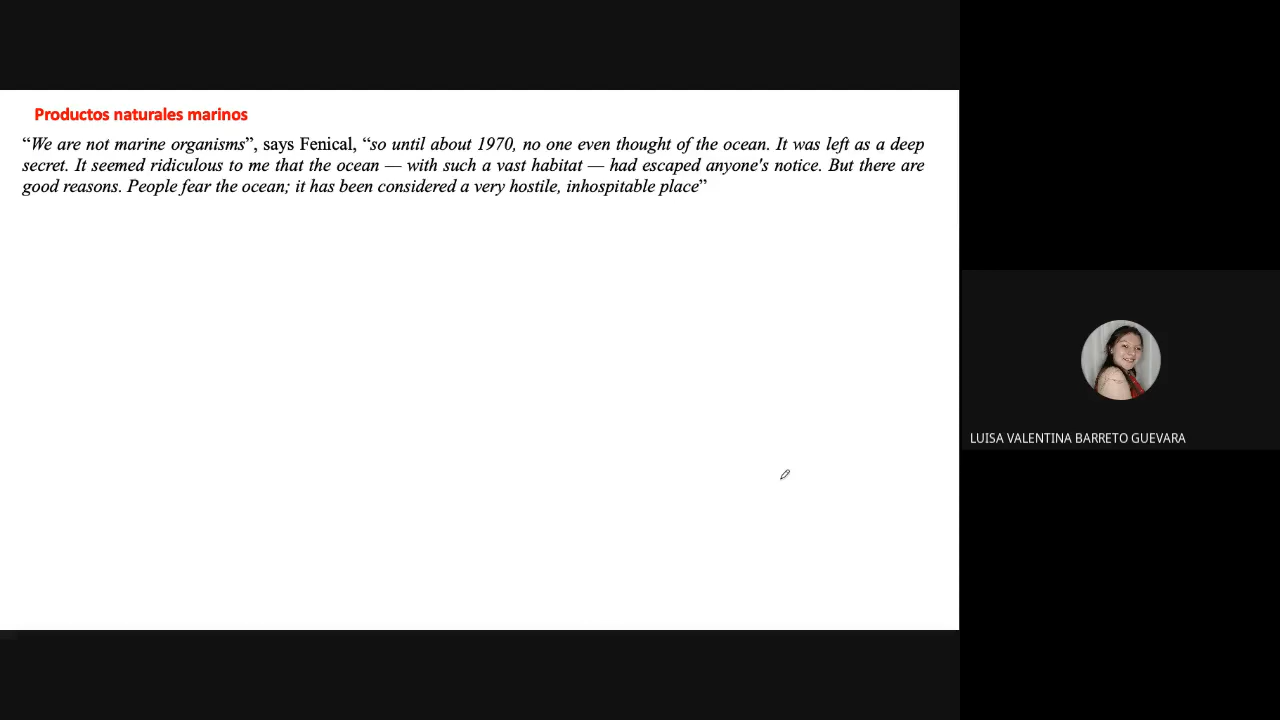 Productos naturales marinos
“We are not marine organisms”, says Fenical, “so until about 1970, no one even thought of the ocean. It was left as a deep
secret. It seemed ridiculous to me that the ocean — with such a vast habitat — had escaped anyone's notice. But there are
good reasons. People fear the ocean; it has been considered a very hostile, inhospitable place”
LUISA VALENTINA BARRETO GUEVARA